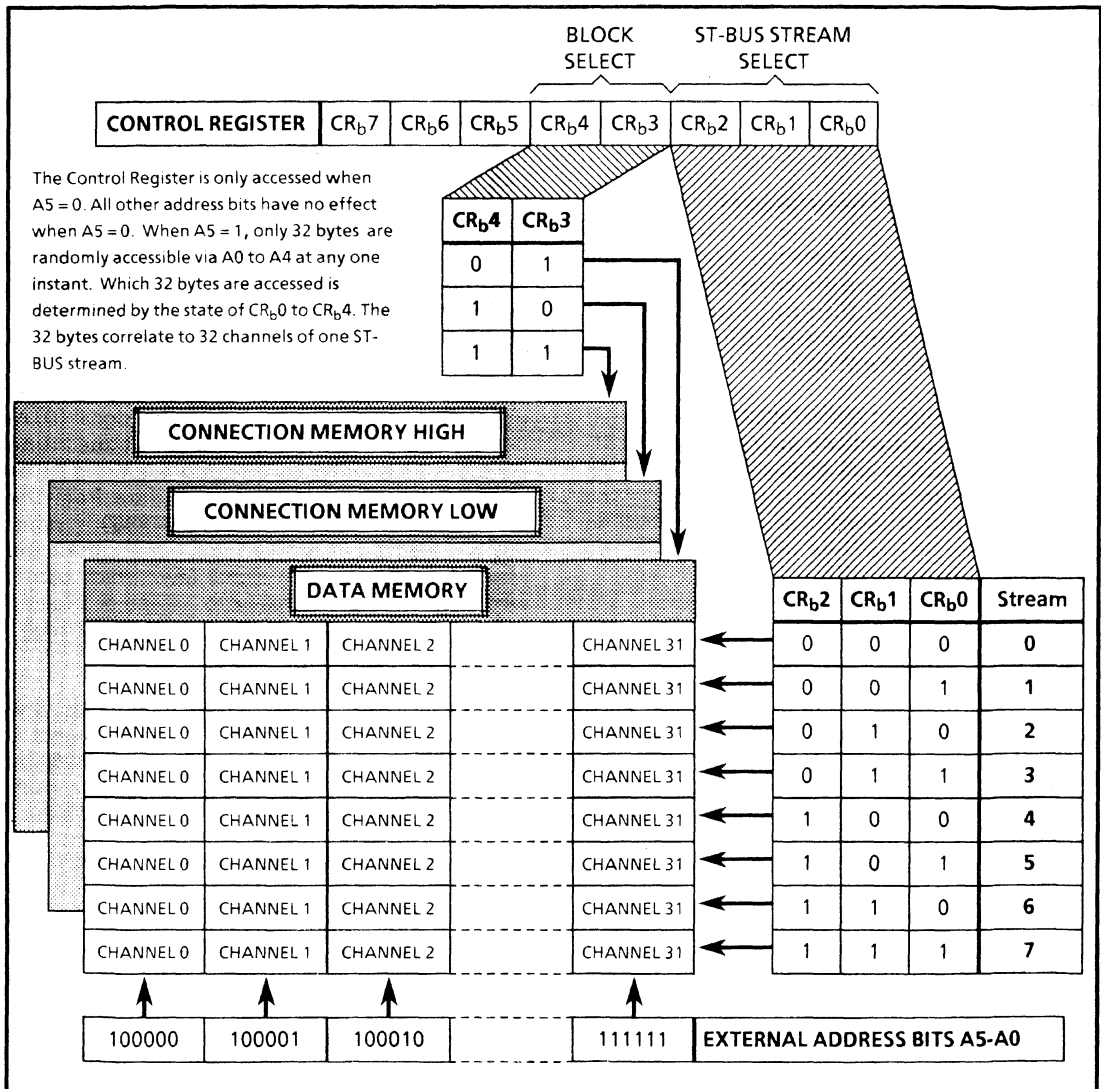 BLOCK SELECT
ST-BUS STREAM SELECT
CONTROL REGISTER CRb7 CRb6 CRb5 CRb4 CRb3 CRb2 CRb1 CRb0
The Control Register is only accessed when
A5 = 0. All other address bits have no effect
when A5 = 0. When A5 = 1, only 32 bytes are
randomly accessible via A0 to A4 at any one
instant. Which 32 bytes are accessed is
determined by the state of CRb0 to CRb4. The
32 bytes correlate to 32 channels of one ST-
BUS stream.
CRb4 CRb3
0 1
1 0
1 1
CONNECTION MEMORY HIGH
CONNECTION MEMORY LOW
DATA MEMORY
CRb2 CRb1 CRb0 Stream
CHANNEL 0 CHANNEL 1 CHANNEL 2 CHANNEL 31 0 0 0 0
CHANNEL 0 CHANNEL 1 CHANNEL 2 CHANNEL 31 0 0 1 1
CHANNEL 0 CHANNEL 1 CHANNEL 2 CHANNEL 31 0 1 0 2
CHANNEL 0 CHANNEL 1 CHANNEL 2 CHANNEL 31 0 1 1 3
CHANNEL 0 CHANNEL 1 CHANNEL 2 CHANNEL 31 1 0 0 4
CHANNEL 0 CHANNEL 1 CHANNEL 2 CHANNEL 31 1 0 1 5
CHANNEL 0 CHANNEL 1 CHANNEL 2 CHANNEL 31 1 1 0 6
CHANNEL 0 CHANNEL 1 CHANNEL 2 CHANNEL 31 1 1 1 7
100000 100001 100010 111111 EXTERNAL ADDRESS BITS A5-A0